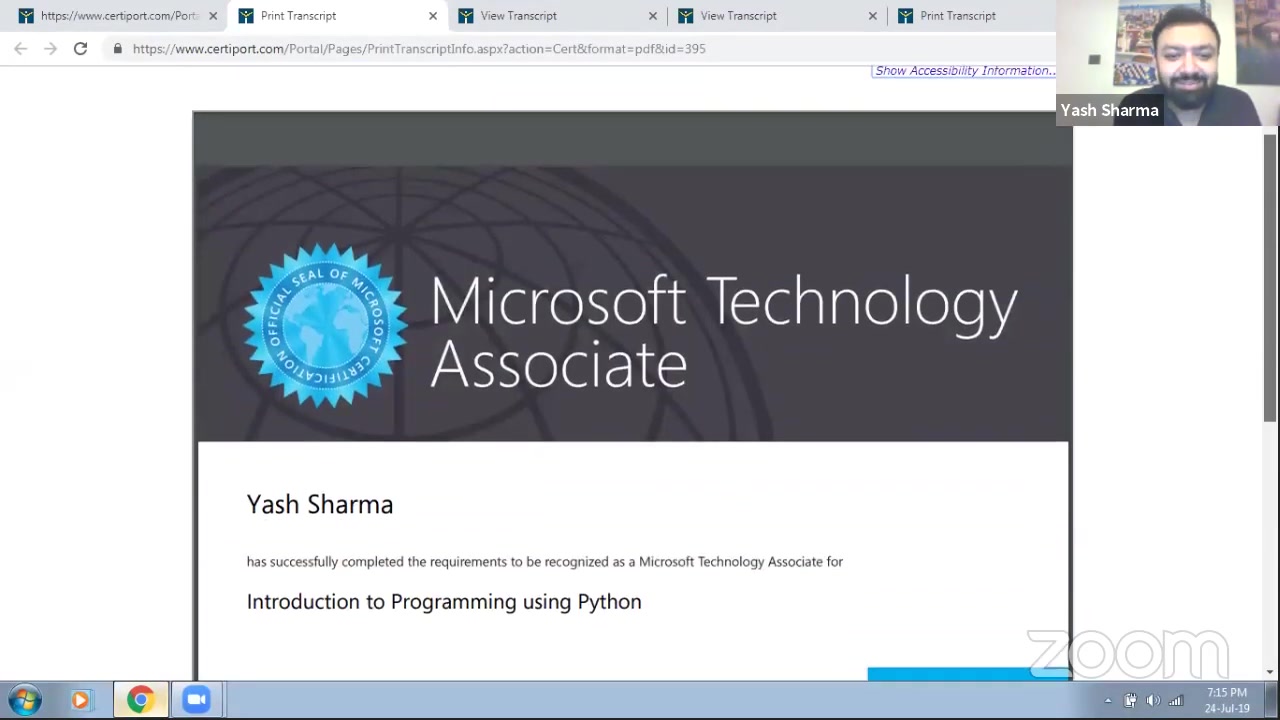 https://www.certiport.com/Porta
Print Transcript
View Transcript
View Transcript
Print Transcript
https://www.certiport.com/Portal/Pages/PrintTranscriptInfo.aspx?action=Cert&format=pdf&id=395
Show Accessibility Information..
Yash Sharma
OFFICIAL SEAL OF MICROSOFT CERTIFICATION
Microsoft Technology
Associate
Yash Sharma
has successfully completed the requirements to be recognized as a Microsoft Technology Associate for
Introduction to Programming using Python
zoom
7:15 PM
24-Jul-19